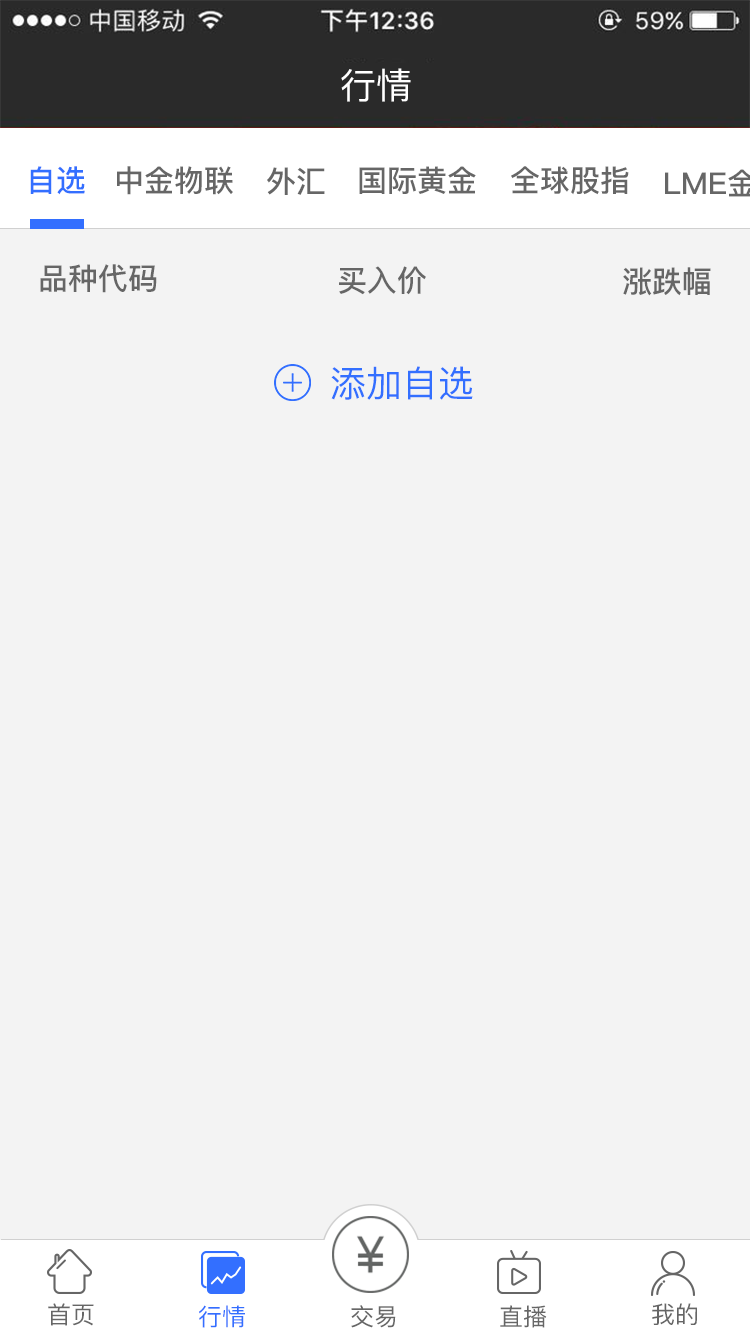 中国移动 下午12:36 59%
行情
自选 中金物联 外汇 国际黄金 全球股指 LME金
品种代码 买入价 涨跌幅
添加自选
¥
首页 行情 交易 直播 我的